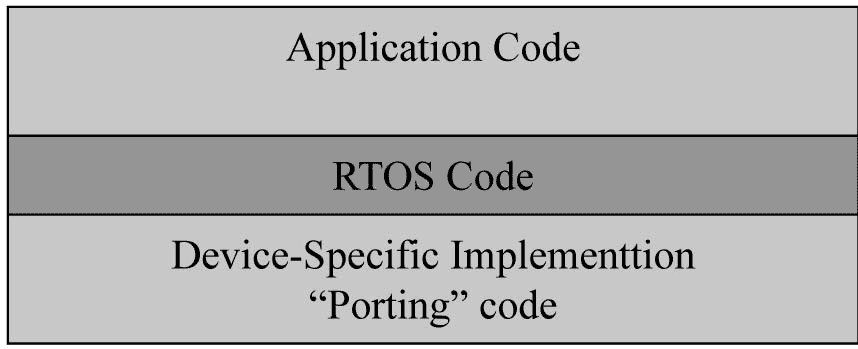 Application Code
RTOS Code
Device-Specific Implementtion
“Porting” code